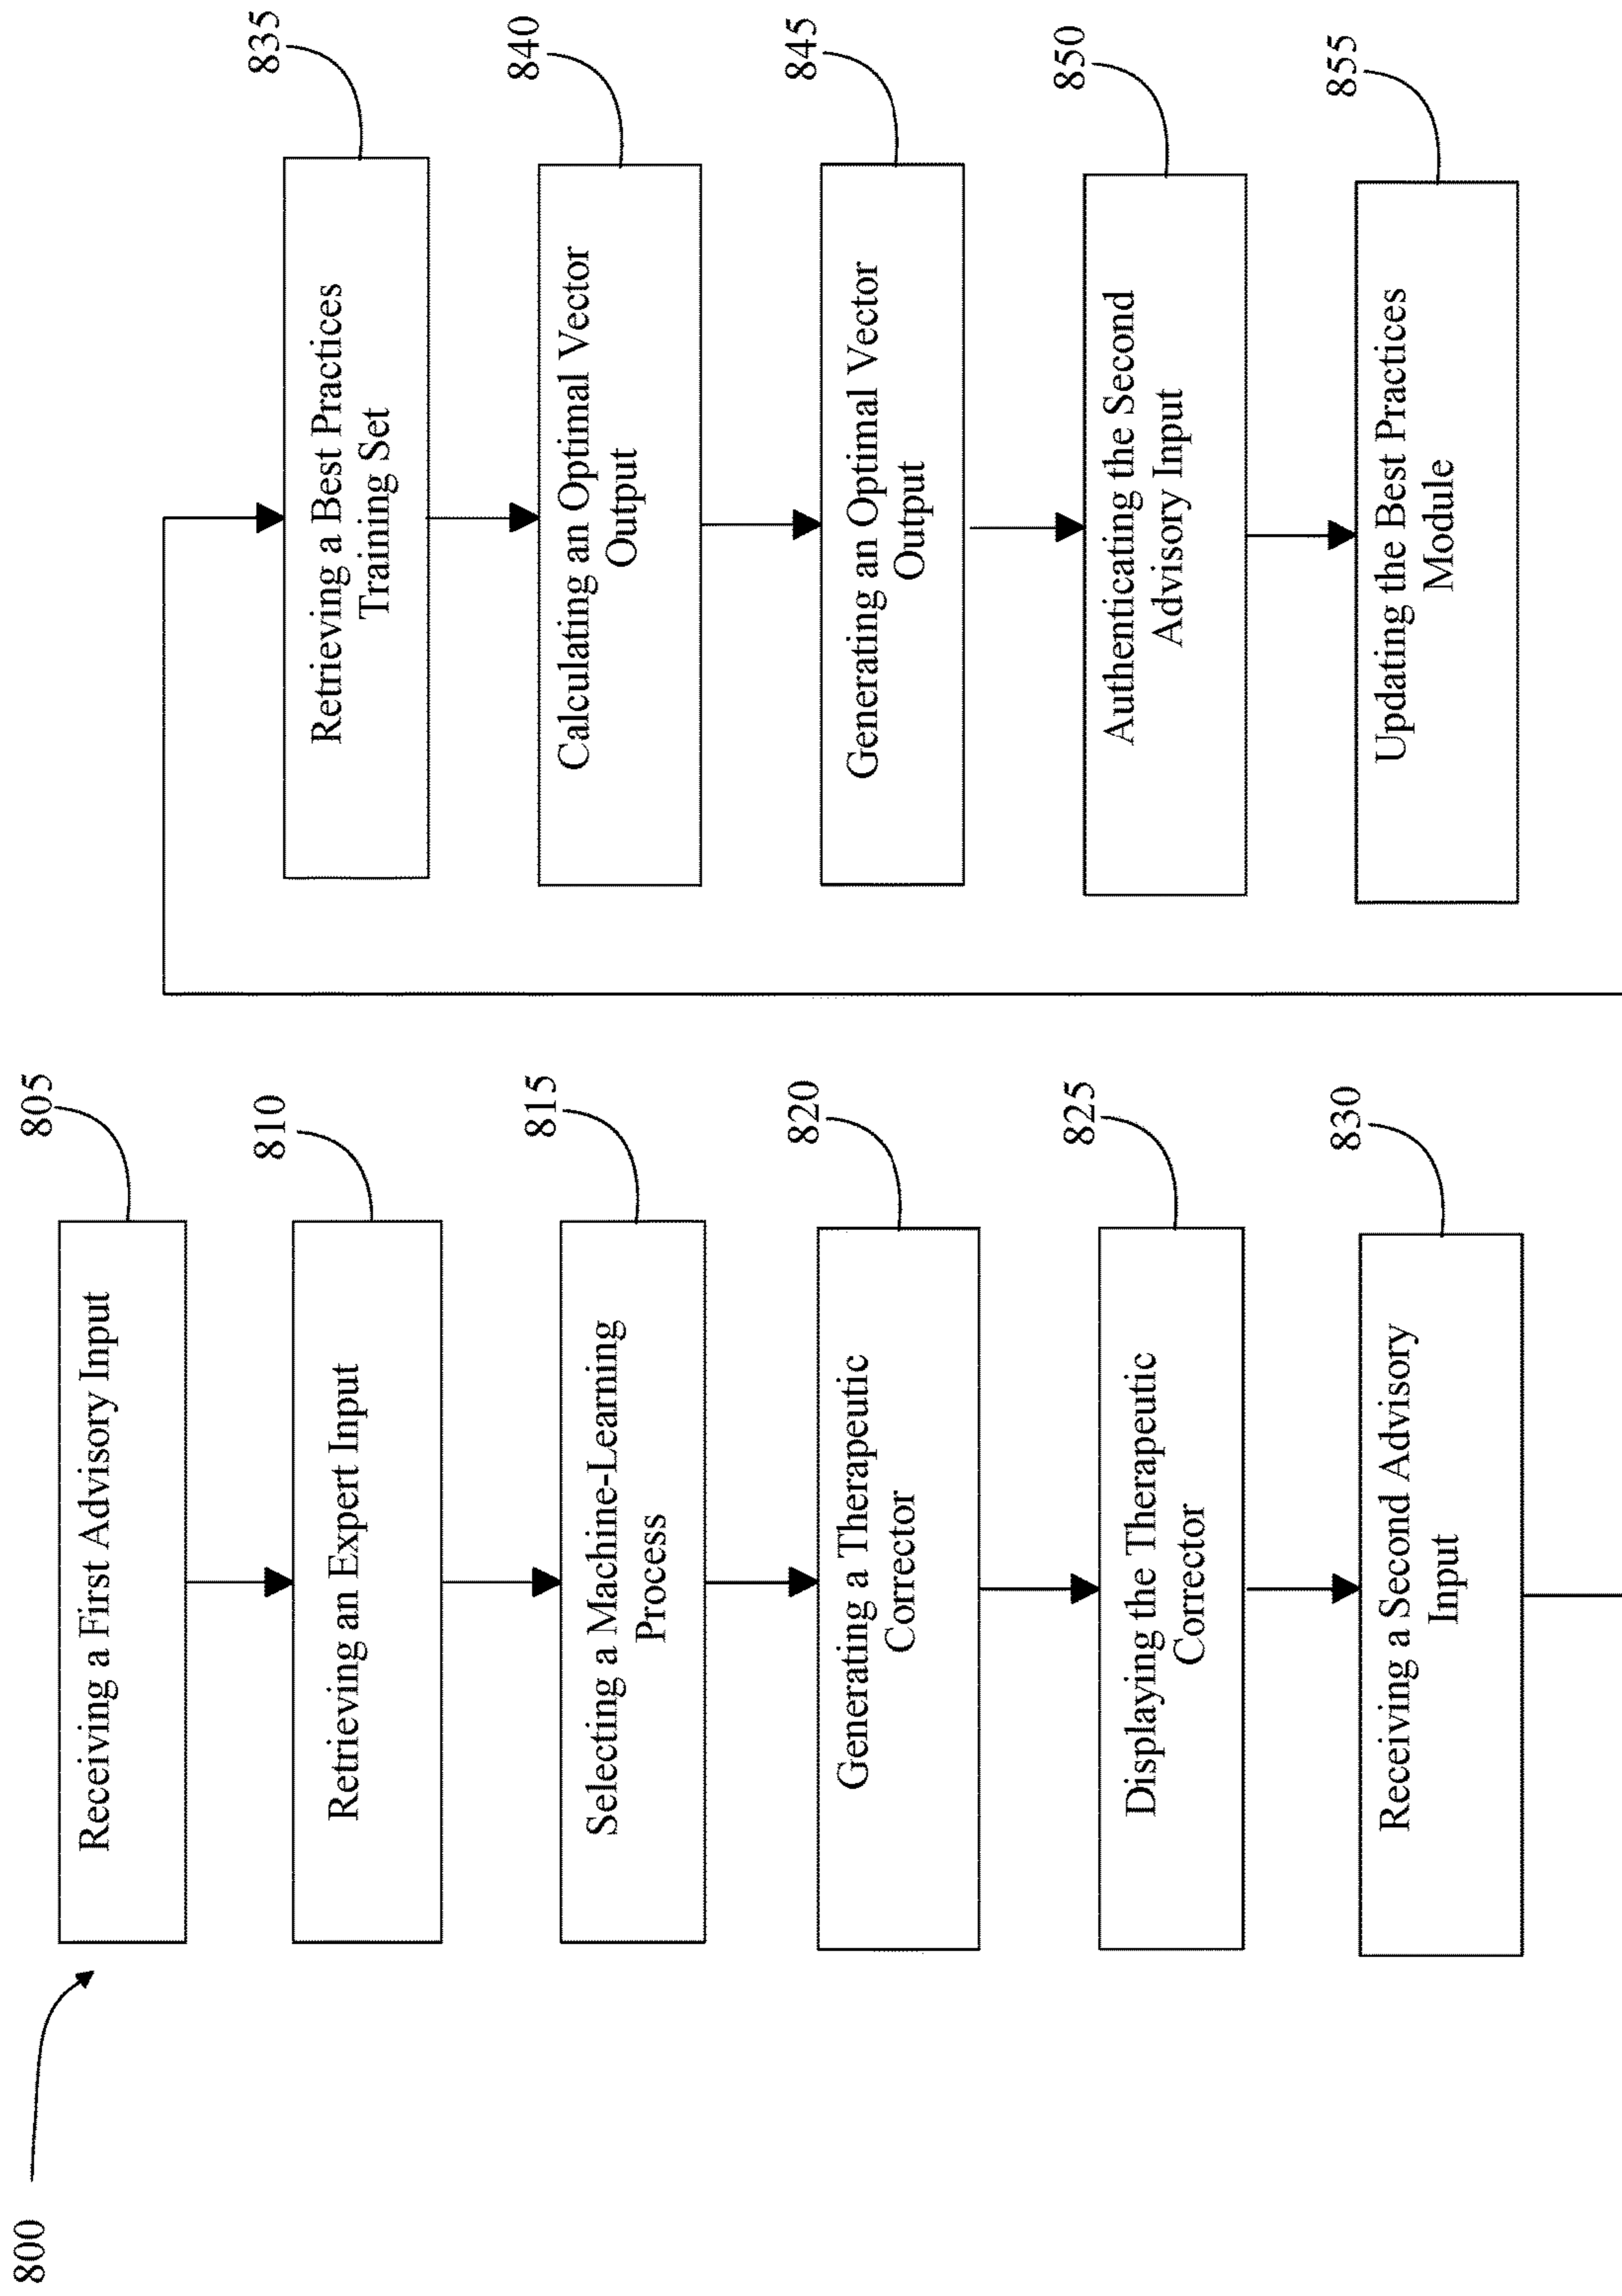 800
805
Receiving a First Advisory Input
810
Retrieving an Expert Input
815
Selecting a Machine-Learning
Process
820
Generating a Therapeutic
Corrector
825
Displaying the Therapeutic
Corrector
830
Receiving a Second Advisory
Input
835
Retrieving a Best Practices
Training Set
840
Calculating an Optimal Vector
Output
845
Generating an Optimal Vector
Output
850
Authenticating the Second
Advisory Input
855
Updating the Best Practices
Module